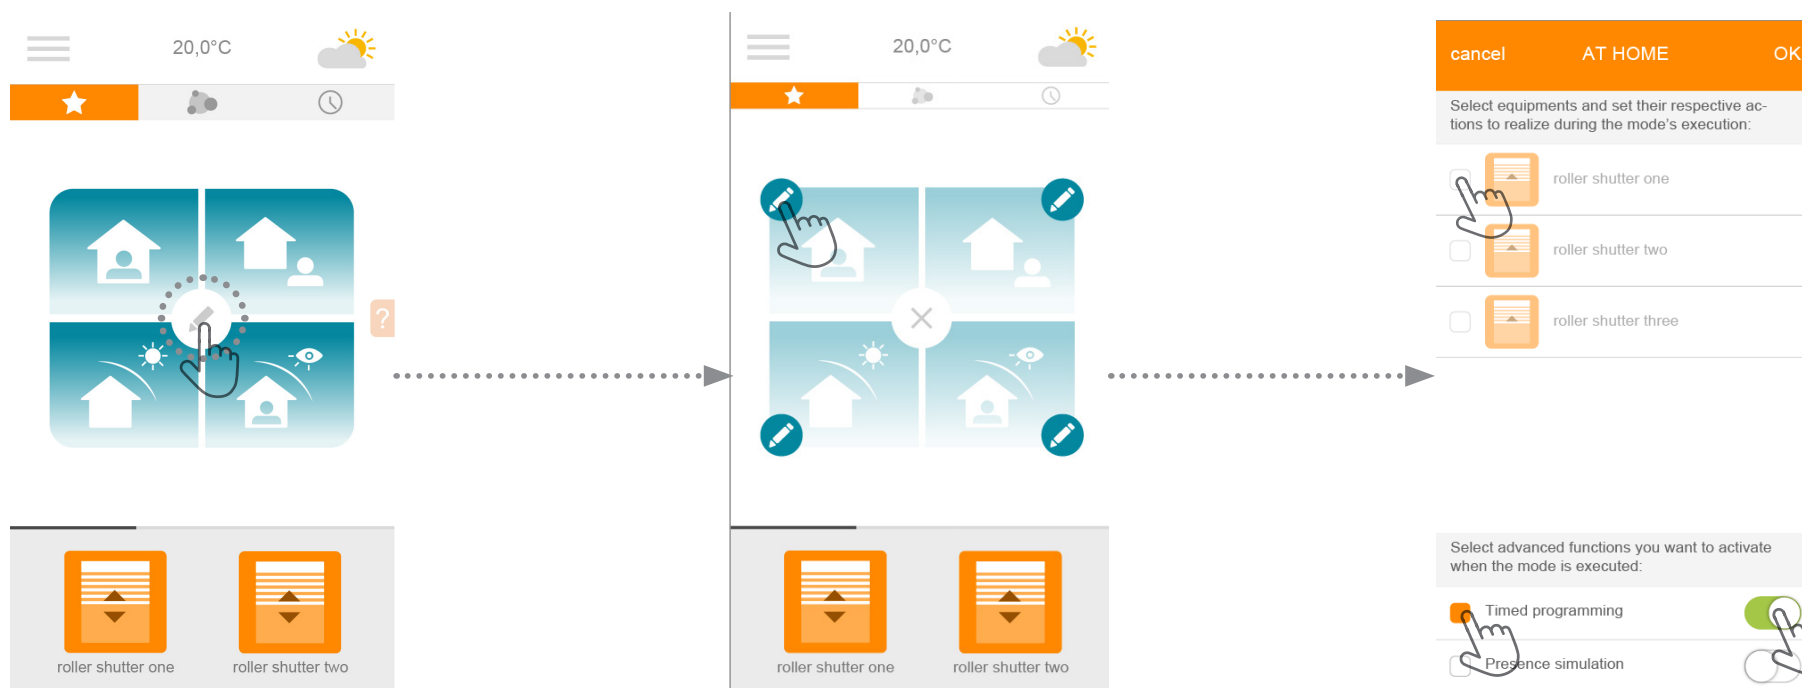 20,0°C
?
roller shutter one
roller shutter two
20,0°C
roller shutter one
roller shutter two
cancel
AT HOME
OK
Select equipments and set their respective ac-
tions to realize during the mode's execution:
roller shutter one
roller shutter two
roller shutter three
Select advanced functions you want to activate
when the mode is executed:
Timed programming
Presence simulation